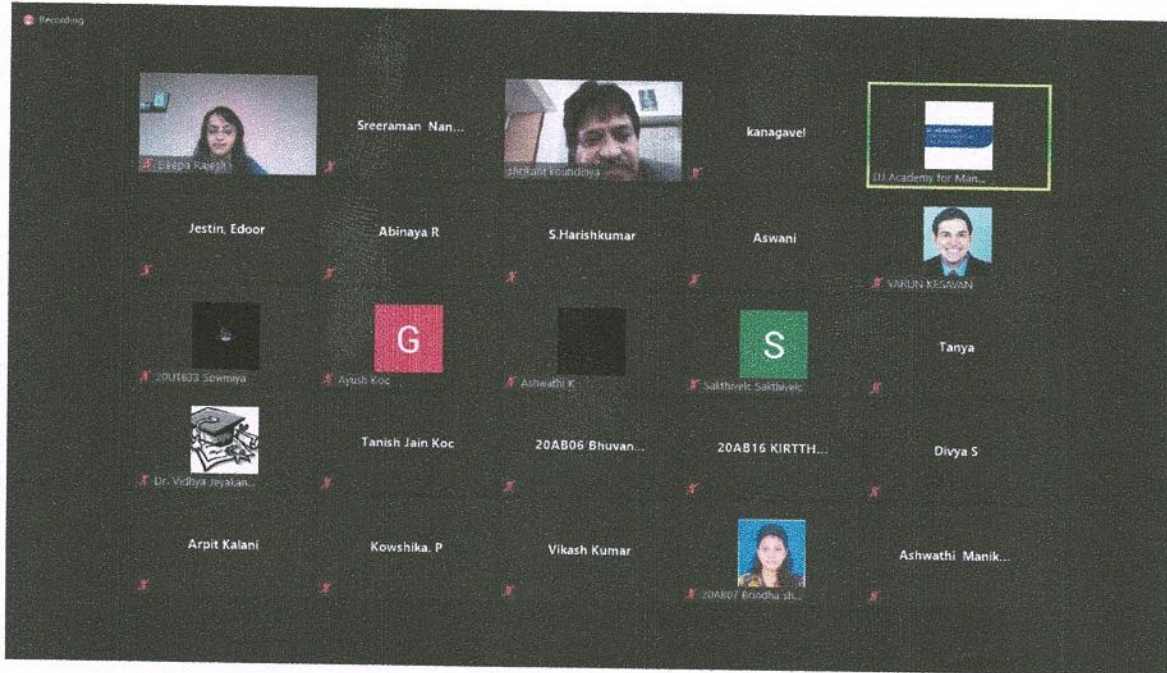 Recording
Deepa Rajesh
Sreeraman Nan...
shrikant koundinya
kanagavel
DJ Academy for Man...
Jestin, Edoor
Abinaya R
S.Harishkumar
Aswani
VARUN KESAVAN
20U1833 Sowmiya
G
Ayush Koc
Ashwathi K
S
Sakthivelc Sakthivelc
Tanya
Dr. Vidhya Jeyakan...
Tanish Jain Koc
20AB06 Bhuvan...
20AB16 KIRTTH...
Divya S
Arpit Kalani
Kowshika. P
Vikash Kumar
20AB07 Brindha sh...
Ashwathi Manik...